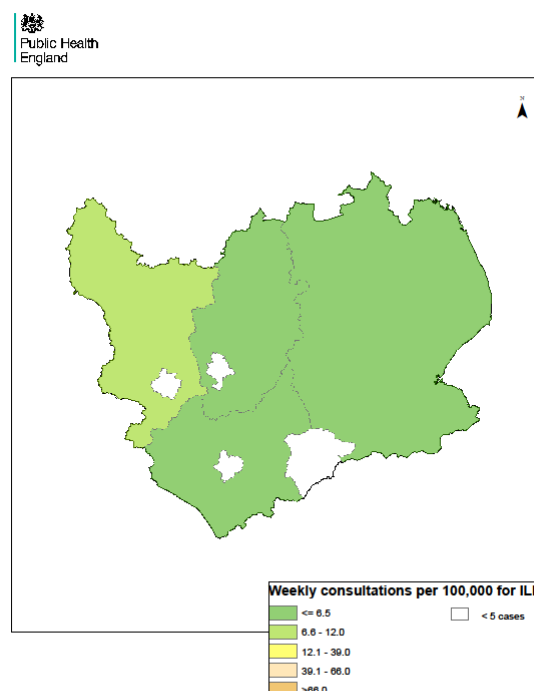 Public Health
England
N
Weekly consultations per 100,000 for ILI
<= 6.5
< 5 cases
6.6 - 12.0
12.1 - 39.0
39.1 - 66.0
>66.0